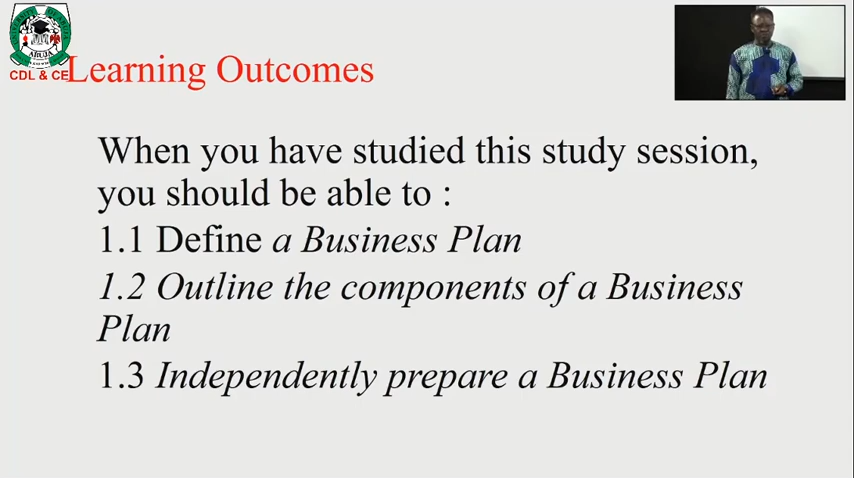 ABUJA
CDL & CE
Learning Outcomes
When you have studied this study session,
you should be able to :
1.1 Define a Business Plan
1.2 Outline the components of a Business
Plan
1.3 Independently prepare a Business Plan